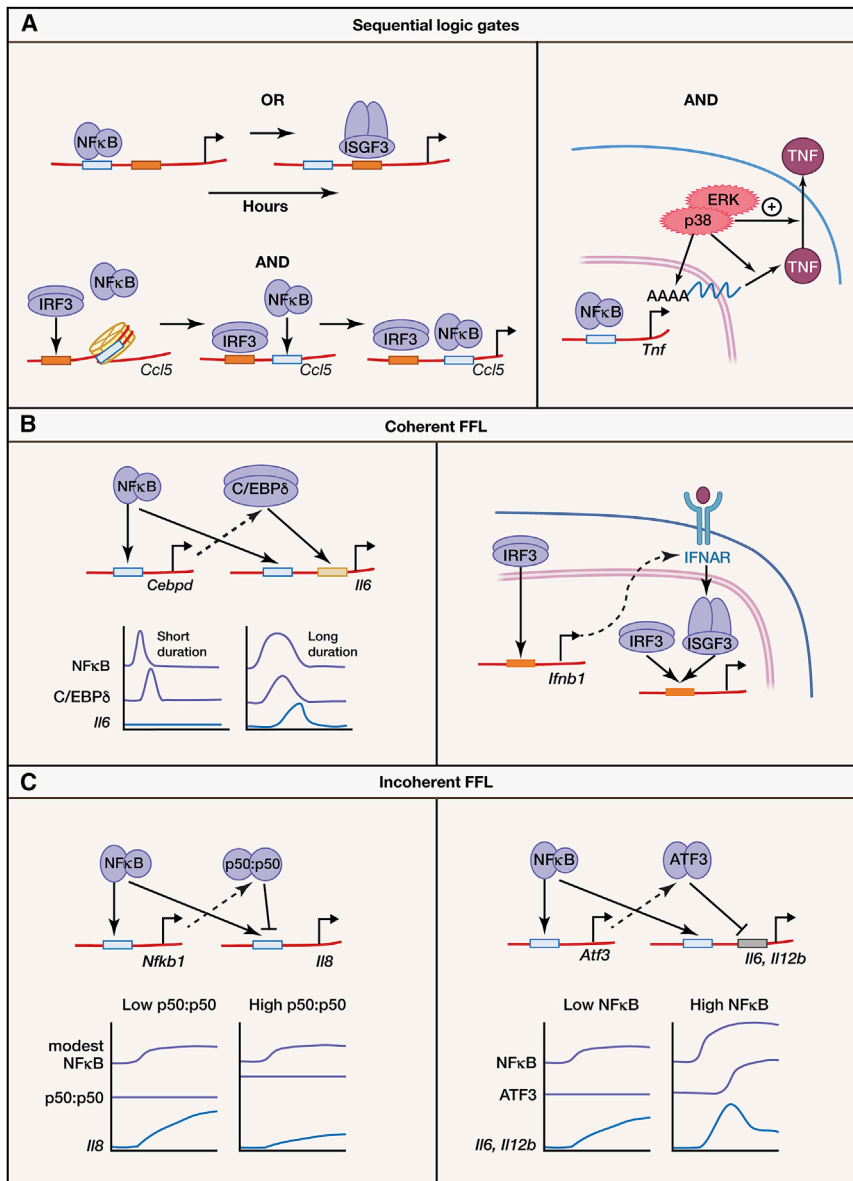 A
Sequential logic gates
OR
NFκB
ISGF3
Hours
AND
NFκB
IRF3
Ccl5
NFκB
IRF3
Ccl5
IRF3
NFκB
Ccl5
AND
TNF
ERK
p38
+
TNF
AAAA
NFκB
Tnf
B
Coherent FFL
NFκB
C/EBPδ
Cebpd
Il6
Short
duration
Long
duration
NFκB
C/EBPδ
Il6
IRF3
IFNAR
IRF3
ISGF3
Ifnb1
C
Incoherent FFL
NFκB
p50:p50
Nfkb1
Il8
Low p50:p50
High p50:p50
modest
NFκB
p50:p50
Il8
NFκB
ATF3
Atf3
Il6, Il12b
Low NFκB
High NFκB
NFκB
ATF3
Il6, Il12b